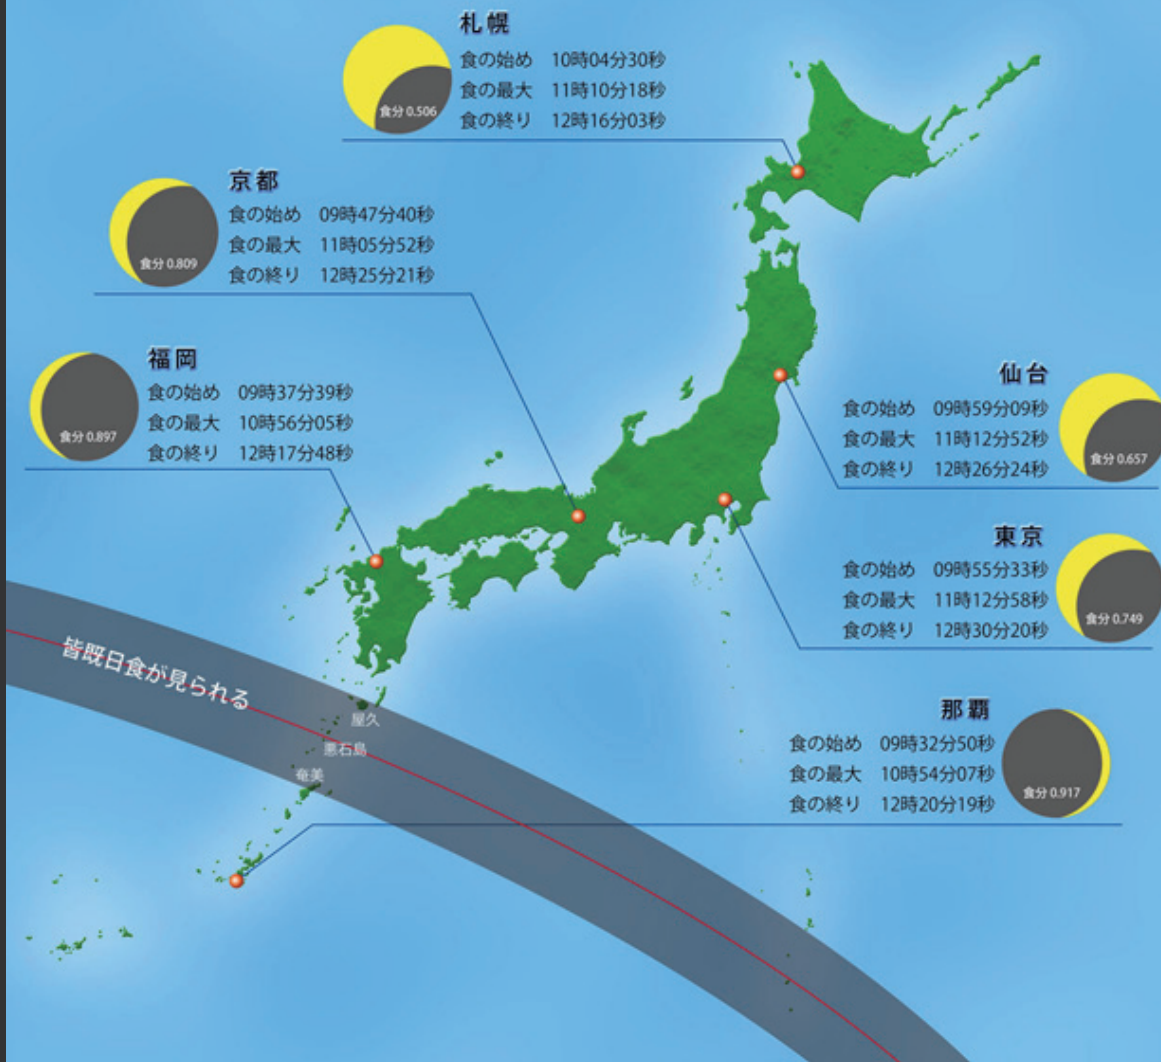 札幌
食の始め 10時04分30秒
食の最大 11時10分18秒
食の終り 12時16分03秒
食分 0.506
京都
食の始め 09時47分40秒
食の最大 11時05分52秒
食の終り 12時25分21秒
食分 0.809
福岡
食の始め 09時37分39秒
食の最大 10時56分05秒
食の終り 12時17分48秒
食分 0.897
仙台
食の始め 09時59分09秒
食の最大 11時12分52秒
食の終り 12時26分24秒
食分 0.657
東京
食の始め 09時55分33秒
食の最大 11時12分58秒
食の終り 12時30分20秒
食分 0.749
皆既日食が見られる
屋久
悪石島
奄美
那覇
食の始め 09時32分50秒
食の最大 10時54分07秒
食の終り 12時20分19秒
食分 0.917